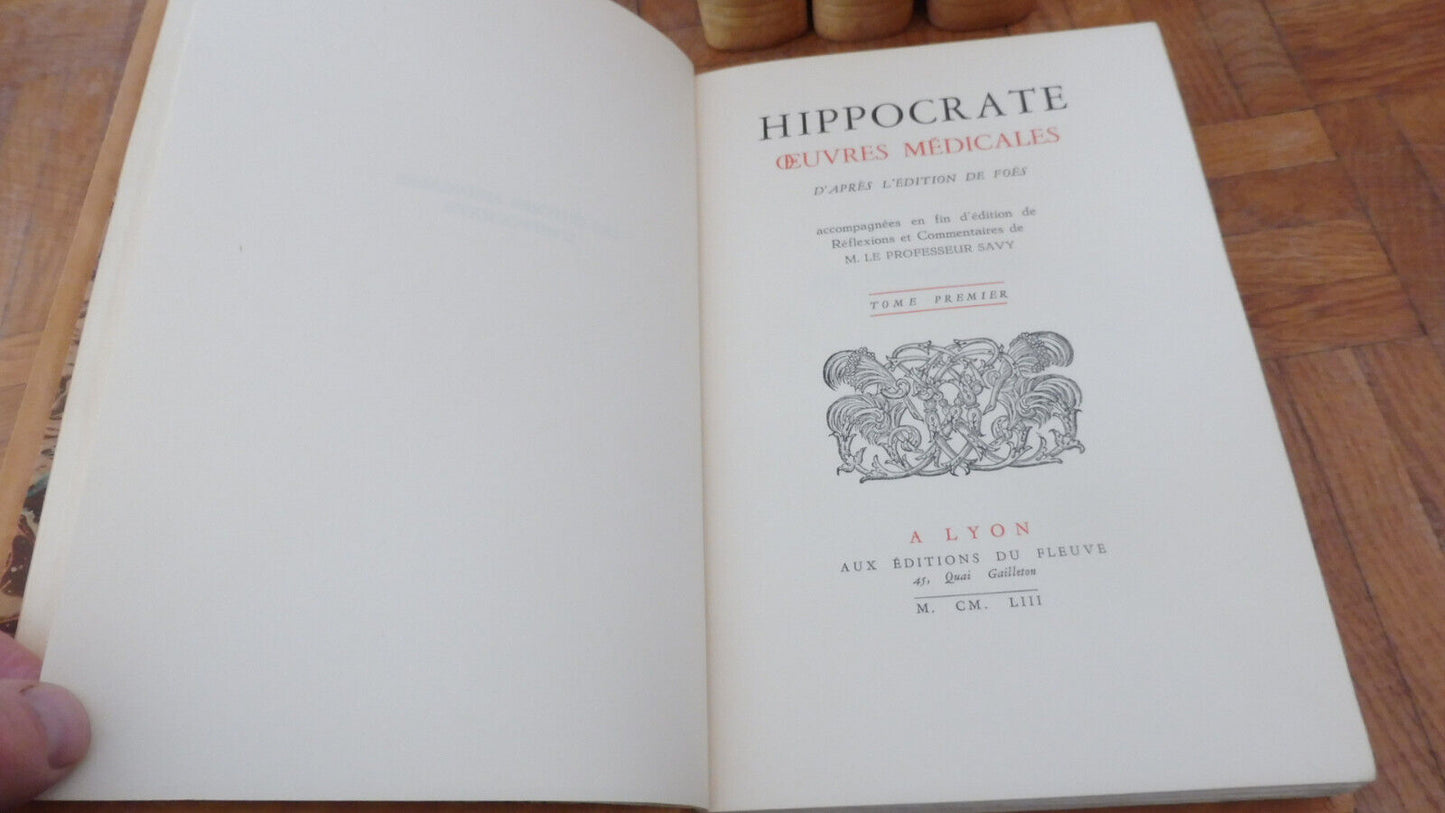 HIPPOCRATE
ŒUVRES MÉDICALES
D'APRÈS L'ÉDITION DE FOËS
accompagnées en fin d'édition de
Réflexions et Commentaires de
M. LE PROFESSEUR SAVY
TOME PREMIER
A LYON
AUX ÉDITIONS DU FLEUVE
45, Quai Gailleton
M. CM. LIII